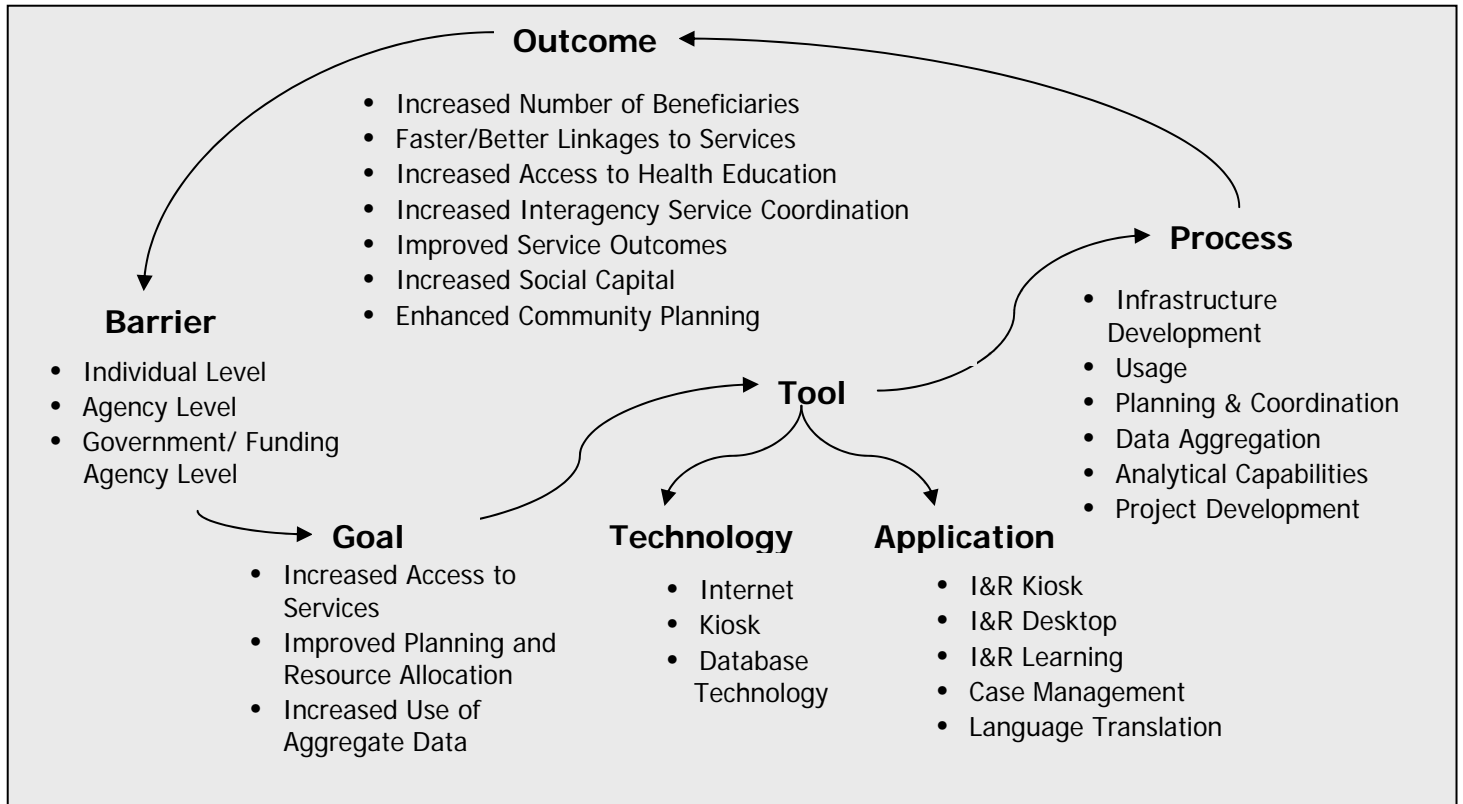 Outcome
• Increased Number of Beneficiaries
• Faster/Better Linkages to Services
• Increased Access to Health Education
• Increased Interagency Service Coordination
• Improved Service Outcomes
• Increased Social Capital
• Enhanced Community Planning
Process
• Infrastructure
Development
• Usage
• Planning & Coordination
• Data Aggregation
• Analytical Capabilities
• Project Development
Barrier
• Individual Level
• Agency Level
• Government/ Funding
Agency Level
Tool
Goal
• Increased Access to
Services
• Improved Planning and
Resource Allocation
• Increased Use of
Aggregate Data
Technology
• Internet
• Kiosk
• Database
Technology
Application
• I&R Kiosk
• I&R Desktop
• I&R Learning
• Case Management
• Language Translation